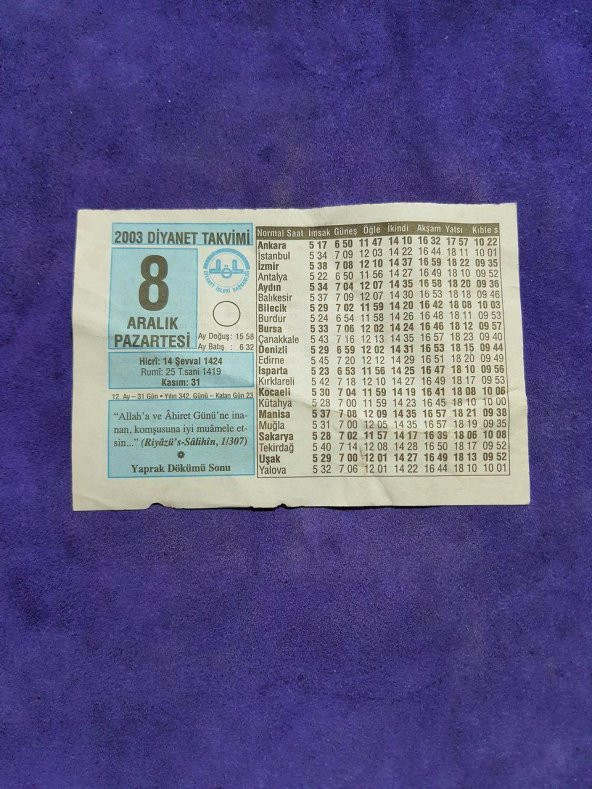 2003 DİYANET TAKVİMİ
8
ARALIK
PAZARTESİ
DİYANET İŞLERİ BAŞKANLIĞI
Ay Doğuş: 15 58
Ay Batış : 6 32
Hicrî: 14 Şevval 1424
Rumî: 25 T.sani 1419
Kasım: 31
12. Ay – 31 Gün • Yılın 342. Günü – Kalan Gün 23
“Allah’a ve Âhiret Günü’ne ina-
nan, komşusuna iyi muâmele et-
sin...” (Riyâzü’s-Sâlihîn, 1/307)
Yaprak Dökümü Sonu
Normal Saat İmsak Güneş Öğle İkindi Akşam Yatsı Kıble s
Ankara 5 17 6 50 11 47 14 10 16 32 17 57 10 22
İstanbul 5 34 7 09 12 03 14 22 16 44 18 11 10 01
İzmir 5 38 7 08 12 10 14 37 16 59 18 22 09 35
Antalya 5 22 6 50 11 56 14 27 16 49 18 10 09 52
Aydın 5 34 7 04 12 07 14 35 16 58 18 20 09 36
Balıkesir 5 37 7 09 12 07 14 30 16 53 18 18 09 46
Bilecik 5 29 7 02 11 59 14 20 16 42 18 08 10 03
Burdur 5 24 6 54 11 58 14 26 16 48 18 11 09 53
Bursa 5 33 7 06 12 02 14 24 16 46 18 12 09 57
Çanakkale 5 43 7 16 12 13 14 35 16 57 18 23 09 44
Denizli 5 29 6 59 12 02 14 31 16 53 18 15 09 44
Edirne 5 45 7 20 12 12 14 29 16 51 18 20 09 49
Isparta 5 23 6 53 11 56 14 25 16 47 18 10 09 56
Kırklareli 5 42 7 18 12 10 14 27 16 49 18 17 09 53
Kocaeli 5 30 7 04 11 59 14 19 16 41 18 08 10 06
Kütahya 5 28 7 00 11 59 14 23 16 45 18 10 10 00
Manisa 5 37 7 08 12 09 14 35 16 57 18 21 09 38
Muğla 5 31 7 00 12 05 14 35 16 57 18 19 09 35
Sakarya 5 28 7 02 11 57 14 17 16 39 18 06 10 08
Tekirdağ 5 40 7 14 12 08 14 28 16 50 18 17 09 52
Uşak 5 29 7 00 12 01 14 27 16 49 18 13 09 52
Yalova 5 32 7 06 12 01 14 22 16 44 18 10 10 01